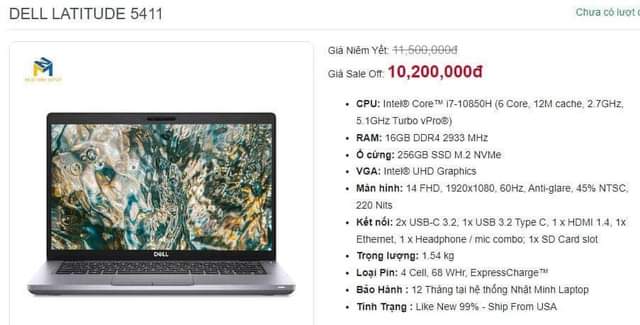 DELL LATITUDE 5411
Chưa có lượt
Giá Niêm Yết: 11,500,000đ
Giá Sale Off: 10,200,000đ
• CPU: Intel® Core™ i7-10850H (6 Core, 12M cache, 2.7GHz,
5.1GHz Turbo vPro®)
• RAM: 16GB DDR4 2933 MHz
• Ổ cứng: 256GB SSD M.2 NVMe
• VGA: Intel® UHD Graphics
• Màn hình: 14 FHD, 1920x1080, 60Hz, Anti-glare, 45% NTSC,
220 Nits
• Kết nối: 2x USB-C 3.2, 1x USB 3.2 Type C, 1 x HDMI 1.4, 1x
Ethernet, 1 x Headphone / mic combo; 1x SD Card slot
• Trọng lượng: 1.54 kg
• Loại Pin: 4 Cell, 68 WHr, ExpressCharge™
• Bảo Hành : 12 Tháng tại hệ thống Nhật Minh Laptop
• Tình Trạng : Like New 99% - Ship From USA
DELL